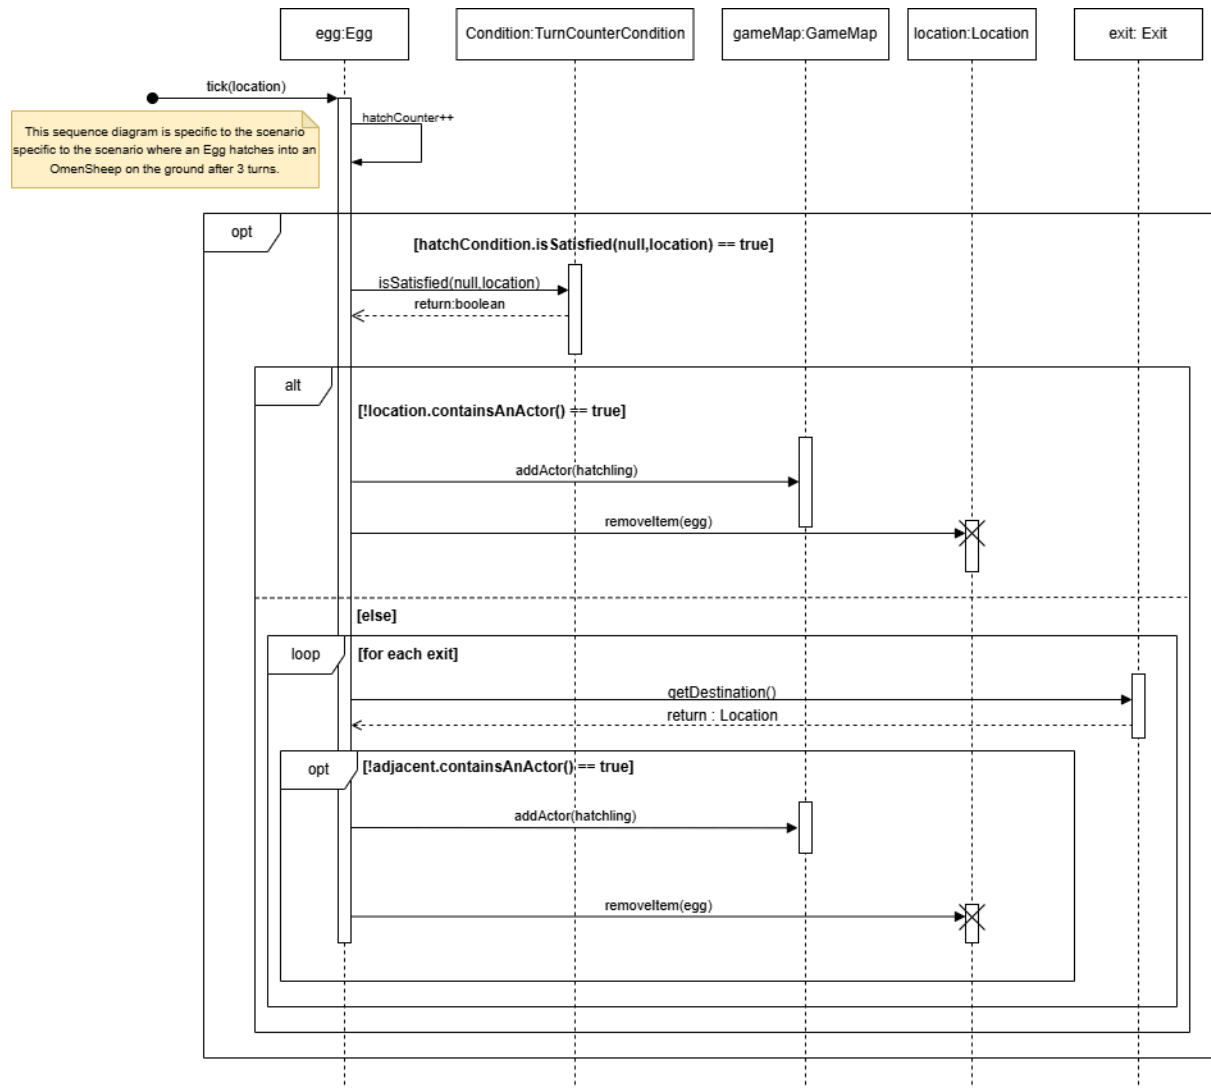 egg:Egg
Condition:TurnCounterCondition
gameMap:GameMap
location:Location
exit: Exit
tick(location)
hatchCounter++
This sequence diagram is specific to the scenario
specific to the scenario where an Egg hatches into an
OmenSheep on the ground after 3 turns.
opt
[hatchCondition.isSatisfied(null,location) == true]
isSatisfied(null,location)
return:boolean
alt
[!location.containsAnActor() == true]
addActor(hatchling)
removeItem(egg)
[else]
loop
[for each exit]
getDestination()
return : Location
opt
[!adjacent.containsAnActor() == true]
addActor(hatchling)
removeItem(egg)